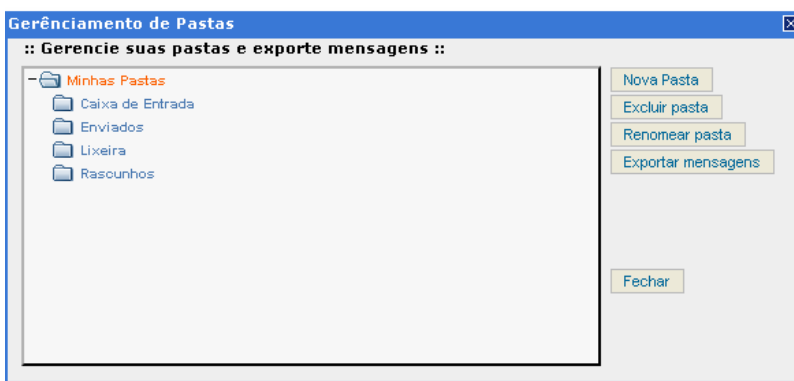 Gerênciamento de Pastas
:: Gerencie suas pastas e exporte mensagens ::
Minhas Pastas
Caixa de Entrada
Enviados
Lixeira
Rascunhos
Nova Pasta
Excluir pasta
Renomear pasta
Exportar mensagens
Fechar